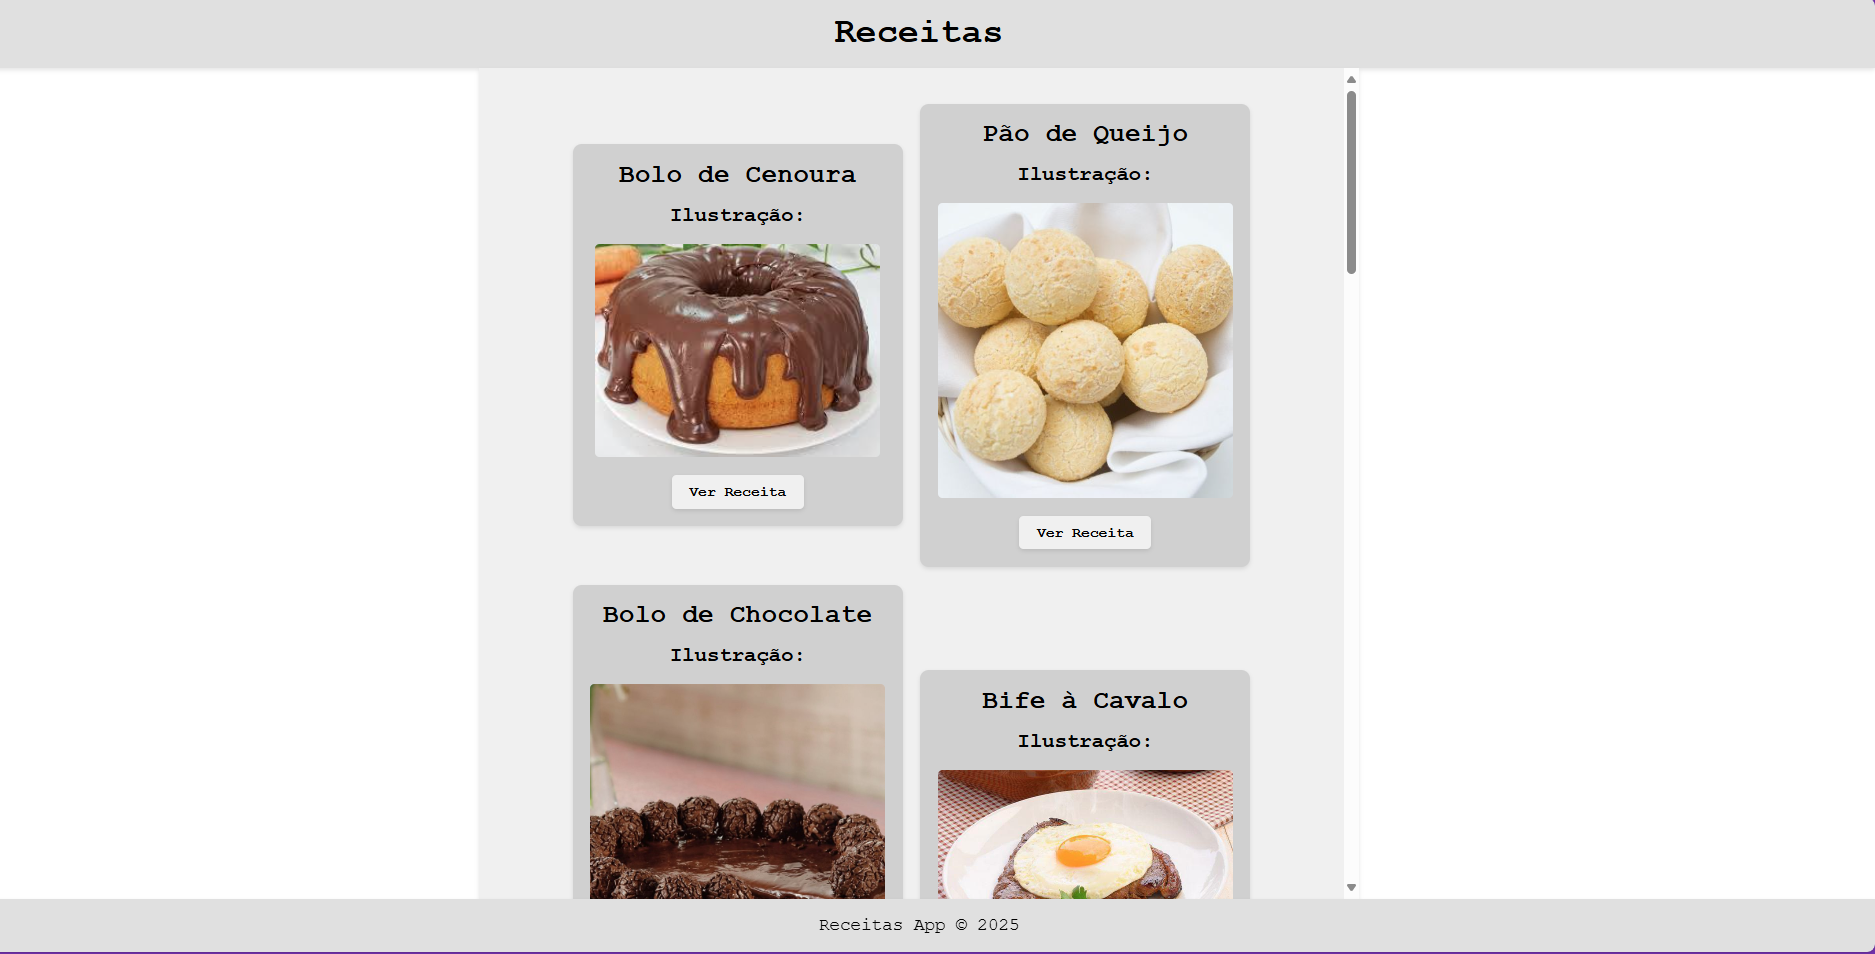 Receitas
Bolo de Cenoura
Ilustração:
Ver Receita
Pão de Queijo
Ilustração:
Ver Receita
Bolo de Chocolate
Ilustração:
Bife à Cavalo
Ilustração:
Receitas App © 2025